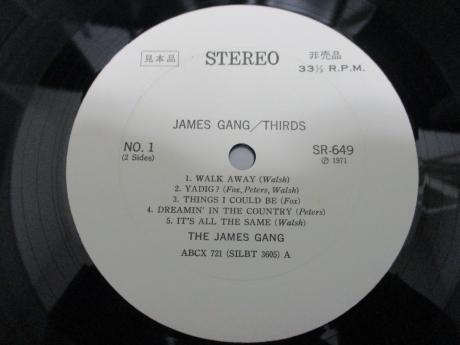 見本品 STEREO 非売品
33⅓ R.P.M.
JAMES GANG/THIRDS
NO. 1 SR-649
(2 Sides) ℗ 1971
1. WALK AWAY (Walsh)
2. YADIG? (Fox, Peters, Walsh)
3. THINGS I COULD BE (Fox)
4. DREAMIN' IN THE COUNTRY (Peters)
5. IT'S ALL THE SAME (Walsh)
THE JAMES GANG
ABCX 721 (SILBT 3605) A